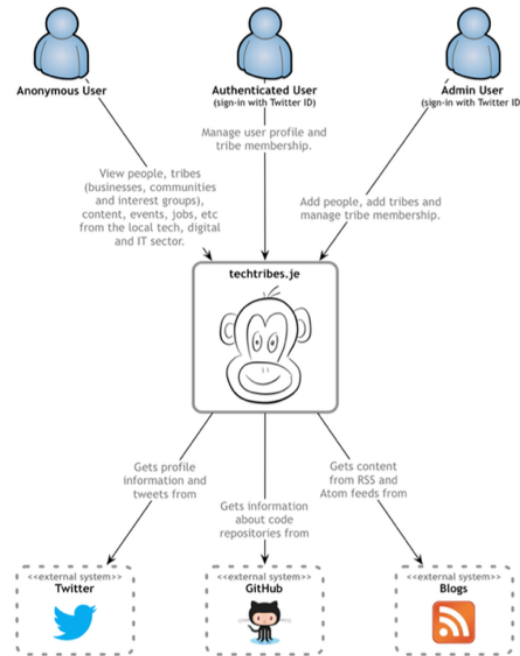 Anonymous User
Authenticated User
(sign-in with Twitter ID)
Admin User
(sign-in with Twitter ID)
Manage user profile and
tribe membership.
View people, tribes
(businesses, communities
and interest groups),
content, events, jobs, etc
from the local tech, digital
and IT sector.
Add people, add tribes and
manage tribe membership.
techtribes.je
Gets profile
information and
tweets from
Gets information
about code
repositories from
Gets content
from RSS and
Atom feeds from
<<external system>>
Twitter
<<external system>>
GitHub
<<external system>>
Blogs